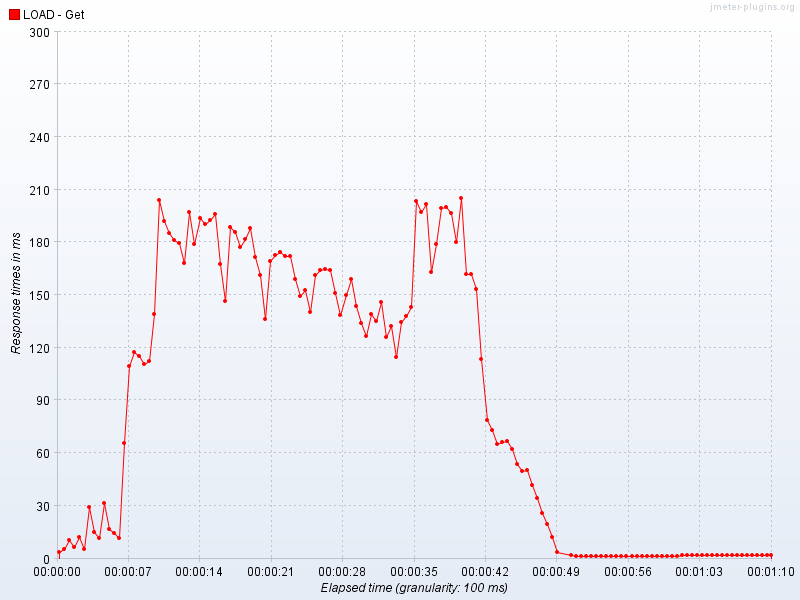 jmeter-plugins.org
LOAD - Get
300
270
240
210
180
150
120
90
60
30
0
Response times in ms
00:00:00 00:00:07 00:00:14 00:00:21 00:00:28 00:00:35 00:00:42 00:00:49 00:00:56 00:01:03 00:01:10
Elapsed time (granularity: 100 ms)